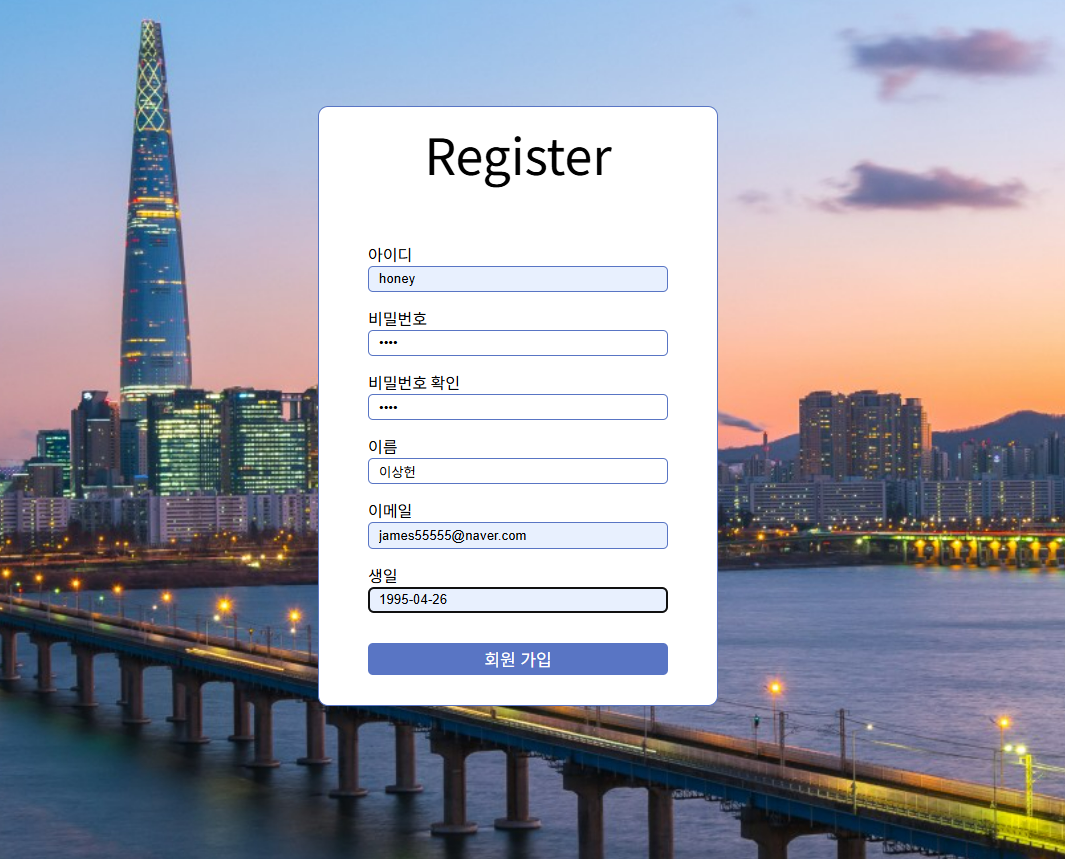 Register
아이디
honey
비밀번호
••••
비밀번호 확인
••••
이름
이상헌
이메일
james55555@naver.com
생일
1995-04-26
회원 가입